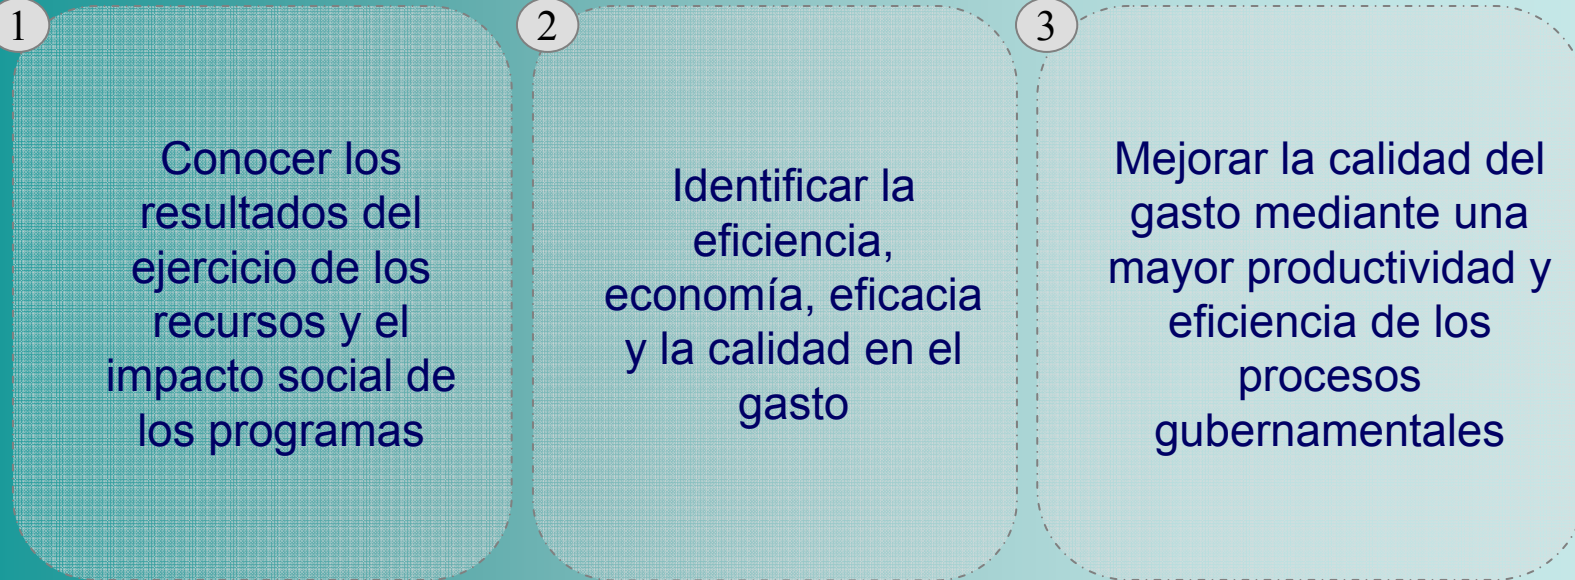 1
Conocer los
resultados del
ejercicio de los
recursos y el
impacto social de
los programas
2
Identificar la
eficiencia,
economía, eficacia
y la calidad en el
gasto
3
Mejorar la calidad del
gasto mediante una
mayor productividad y
eficiencia de los
procesos
gubernamentales